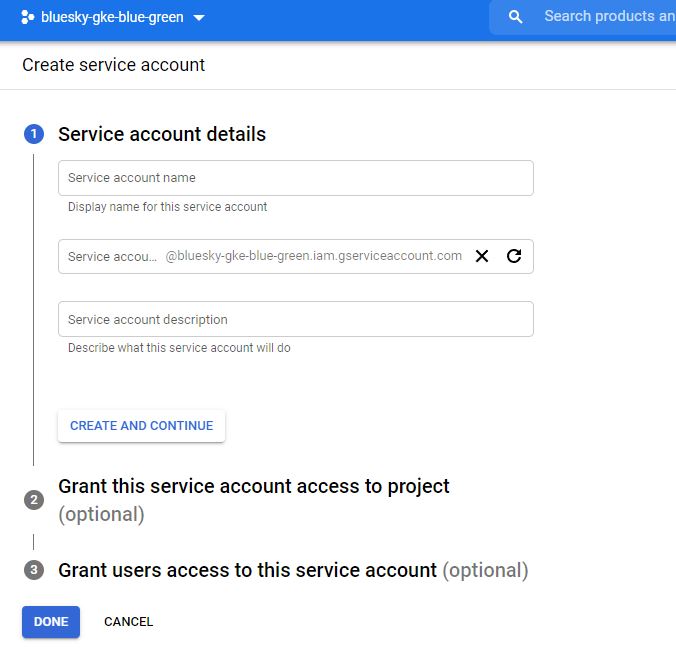 bluesky-gke-blue-green
Search products an
Create service account
1 Service account details
Service account name
Display name for this service account
Service accou... @bluesky-gke-blue-green.iam.gserviceaccount.com
Service account description
Describe what this service account will do
CREATE AND CONTINUE
2 Grant this service account access to project
(optional)
3 Grant users access to this service account (optional)
DONE CANCEL